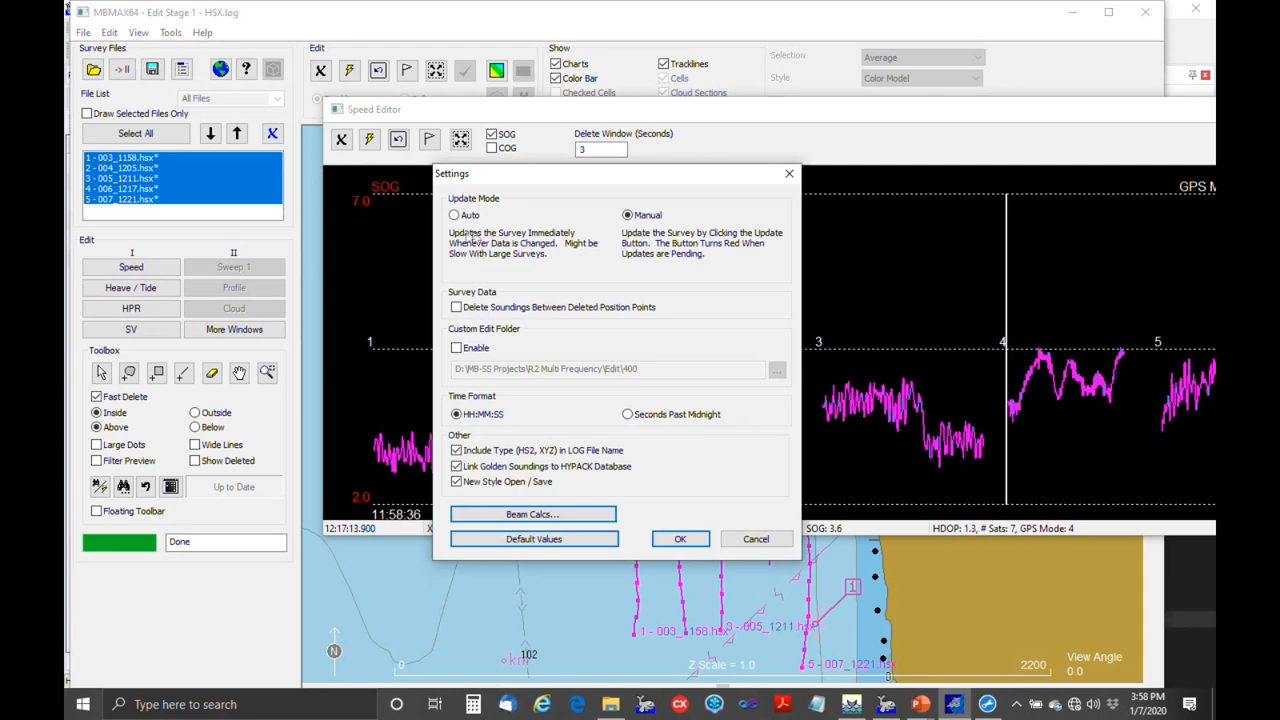 MBMAX64 - Edit Stage 1 - HSX.log
File Edit View Tools Help
Survey Files
File List
All Files
Draw Selected Files Only
Select All
1 - 003_1158.hsx*
2 - 004_1205.hsx*
3 - 005_1211.hsx*
4 - 006_1217.hsx*
5 - 007_1221.hsx*
Edit
I II
Speed Sweep 1
Heave / Tide Profile
HPR Cloud
SV More Windows
Toolbox
Fast Delete
Inside Outside
Above Below
Large Dots Wide Lines
Filter Preview Show Deleted
Up to Date
Floating Toolbar
Done
Edit
Show
Charts Tracklines
Color Bar Cells
Checked Cells Cloud Sections
Selection Average
Style Color Model
Speed Editor
SOG
COG
Delete Window (Seconds)
3
SOG
7.0
GPS M
1 3 4 5
2.0
11:58:36
12:17:13.900 X SOG: 3.6 HDOP: 1.3, # Sats: 7, GPS Mode: 4
Settings
Update Mode
Auto Manual
Updates the Survey Immediately
Whenever Data is Changed. Might be
Slow With Large Surveys.
Update the Survey by Clicking the Update
Button. The Button Turns Red When
Updates are Pending.
Survey Data
Delete Soundings Between Deleted Position Points
Custom Edit Folder
Enable
D:\MB-SS Projects\R2 Multi Frequency\Edit\400
...
Time Format
HH:MM:SS Seconds Past Midnight
Other
Include Type (HS2, XYZ) in LOG File Name
Link Golden Soundings to HYPACK Database
New Style Open / Save
Beam Calcs...
Default Values OK Cancel
1
1 - 003_1158.hsx
3 - 005_1211.hsx
5 - 007_1221.hsx
N
km
102
0 Z Scale = 1.0 2200
View Angle
0.0
Type here to search
3:58 PM
1/7/2020